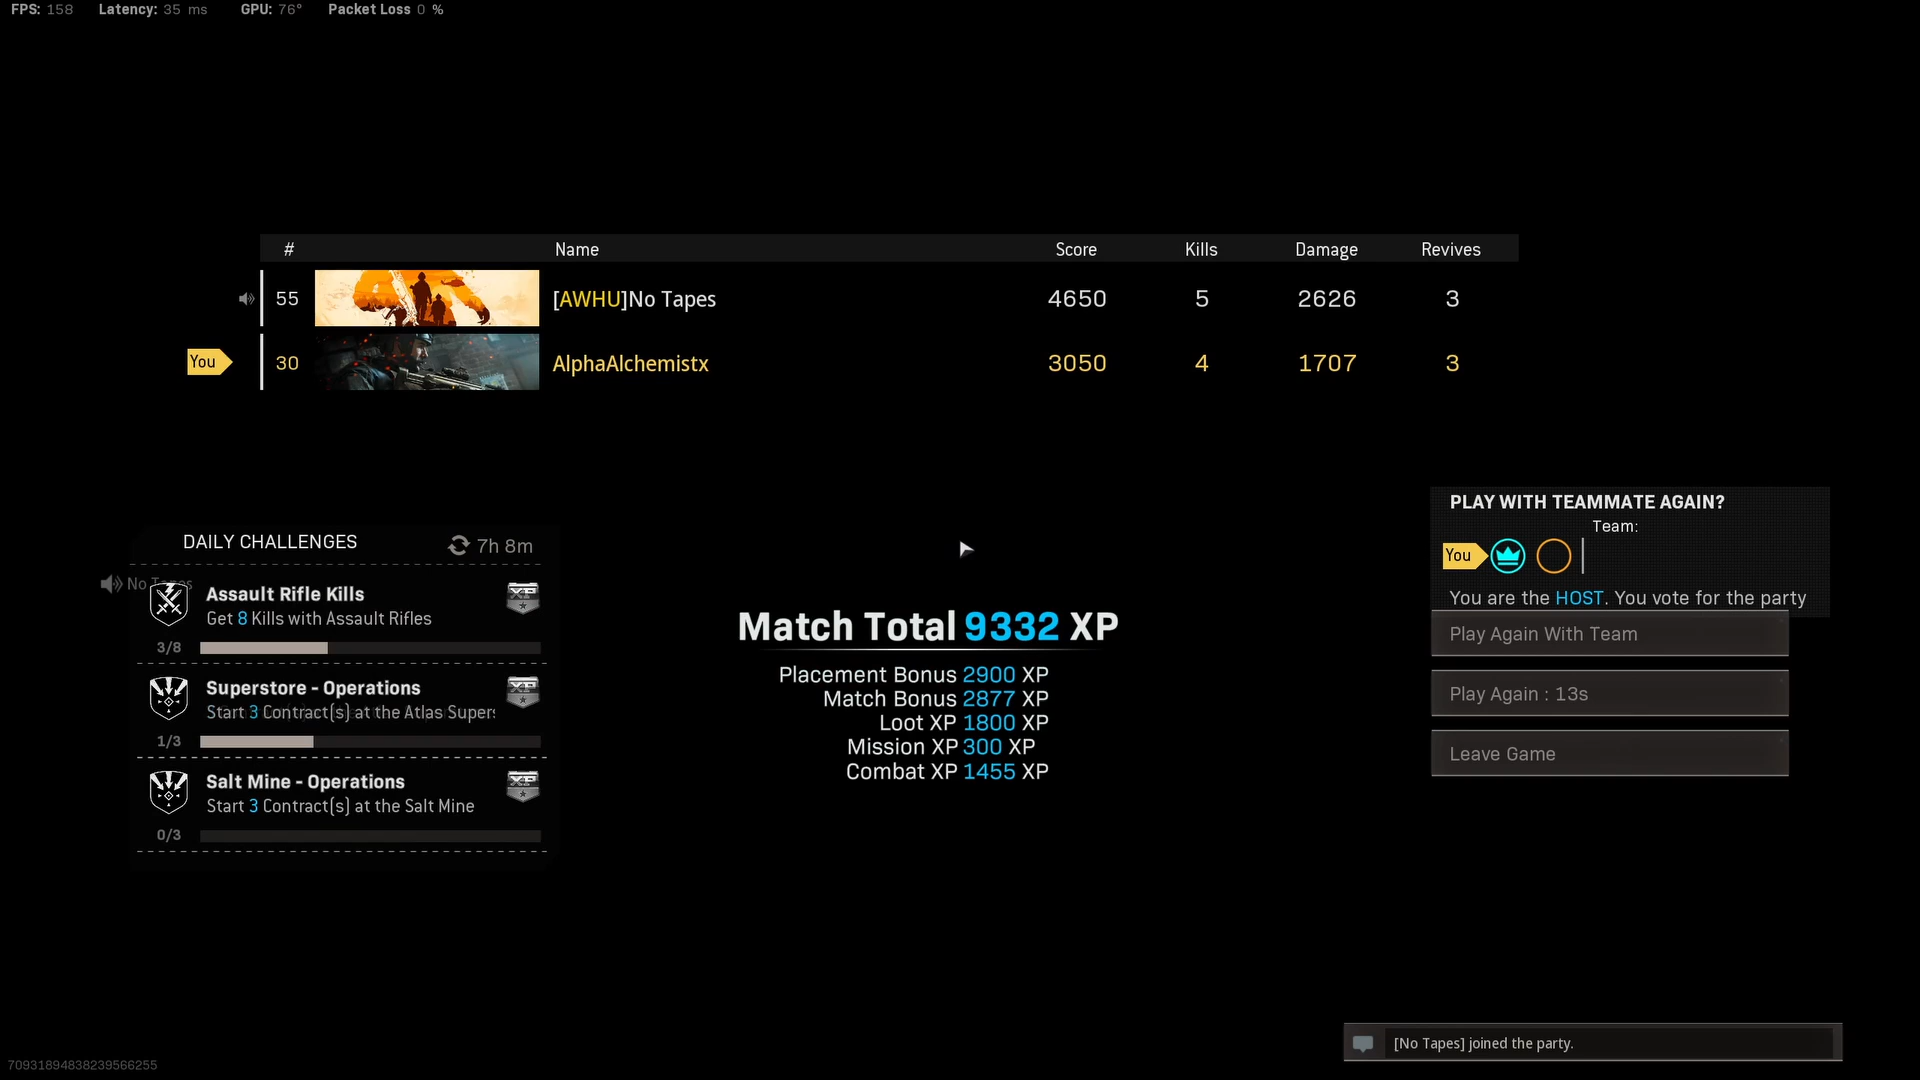 FPS: 158 Latency: 35 ms GPU: 76° Packet Loss 0 %
# Name Score Kills Damage Revives
55 [AWHU]No Tapes 4650 5 2626 3
You 30 AlphaAlchemistx 3050 4 1707 3
DAILY CHALLENGES 7h 8m
No Tapes
Assault Rifle Kills
XP
Get 8 Kills with Assault Rifles
3/8
Superstore - Operations
XP
Start 3 Contract(s) at the Atlas Supers
1/3
Salt Mine - Operations
XP
Start 3 Contract(s) at the Salt Mine
0/3
Match Total 9332 XP
Placement Bonus 2900 XP
Match Bonus 2877 XP
Loot XP 1800 XP
Mission XP 300 XP
Combat XP 1455 XP
PLAY WITH TEAMMATE AGAIN?
Team:
You
You are the HOST. You vote for the party
Play Again With Team
Play Again : 13s
Leave Game
[No Tapes] joined the party.
70931894838239566255